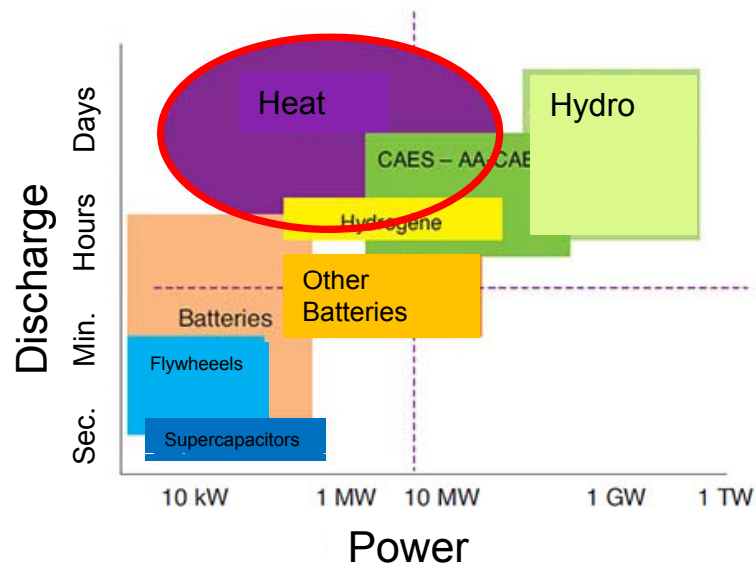 Heat
Hydro
CAES – AA-CAE
Hydrogene
Other
Batteries
Batteries
Flywheeels
Supercapacitors
Discharge
Days
Hours
Min.
Sec.
10 kW
1 MW
10 MW
1 GW
1 TW
Power